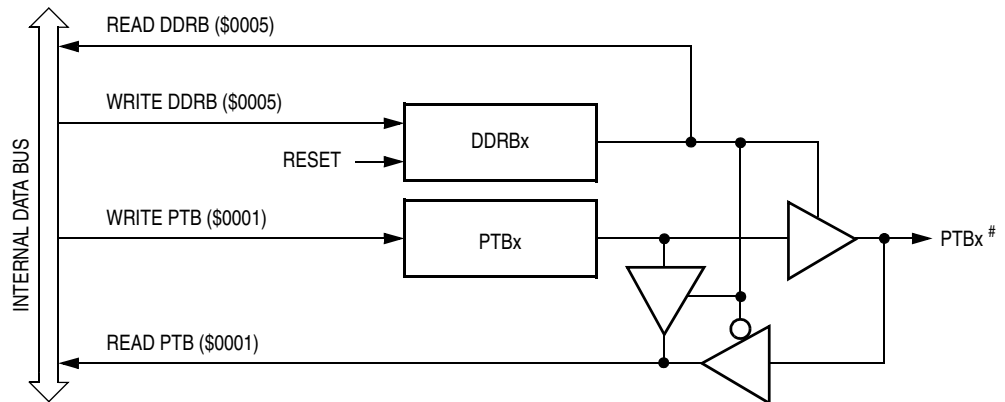 READ DDRB ($0005)
WRITE DDRB ($0005)
DDRBx
RESET
WRITE PTB ($0001)
PTBx
PTBx #
READ PTB ($0001)
INTERNAL DATA BUS